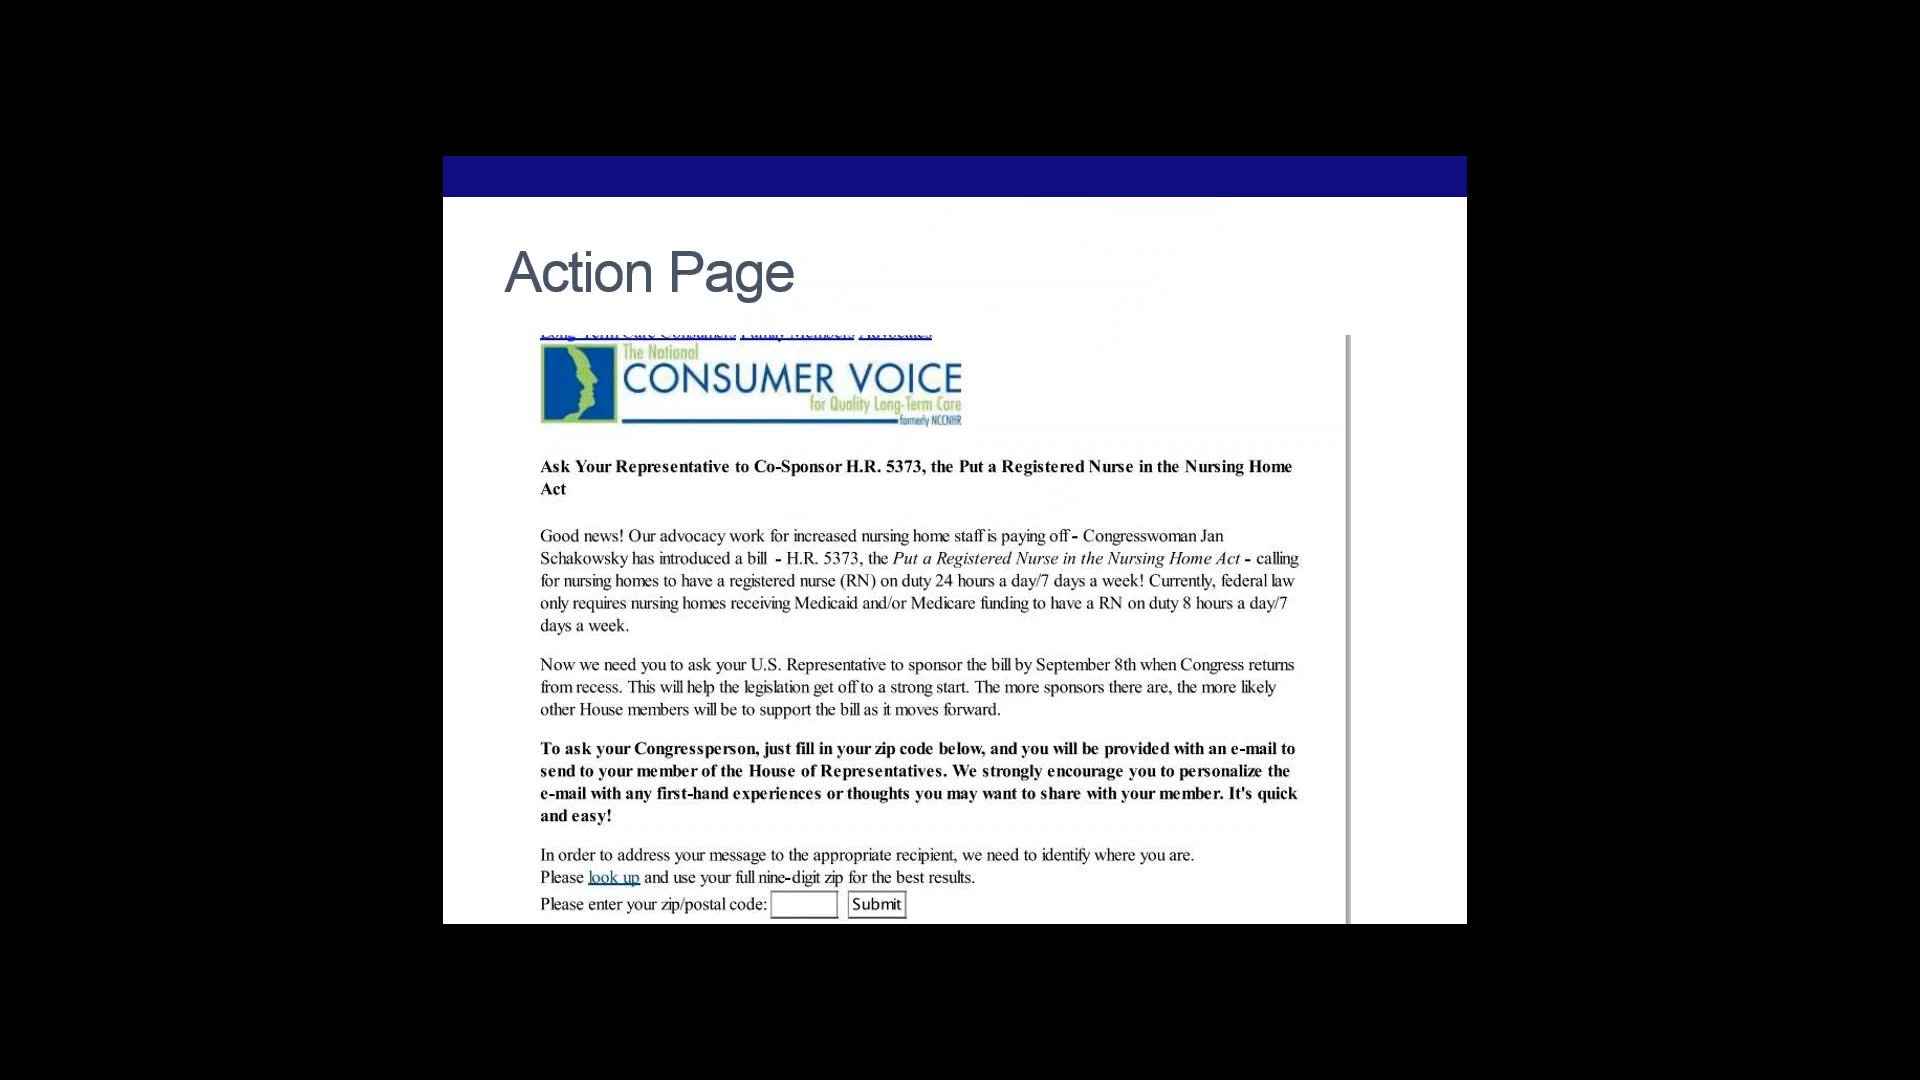 Action Page
Long-Term Care Consumers Family Members Advocates
The National
CONSUMER VOICE
for Quality Long-Term Care
formerly NCCNHR
Ask Your Representative to Co-Sponsor H.R. 5373, the Put a Registered Nurse in the Nursing Home
Act
Good news! Our advocacy work for increased nursing home staff is paying off - Congresswoman Jan
Schakowsky has introduced a bill - H.R. 5373, the Put a Registered Nurse in the Nursing Home Act - calling
for nursing homes to have a registered nurse (RN) on duty 24 hours a day/7 days a week! Currently, federal law
only requires nursing homes receiving Medicaid and/or Medicare funding to have a RN on duty 8 hours a day/7
days a week.
Now we need you to ask your U.S. Representative to sponsor the bill by September 8th when Congress returns
from recess. This will help the legislation get off to a strong start. The more sponsors there are, the more likely
other House members will be to support the bill as it moves forward.
To ask your Congressperson, just fill in your zip code below, and you will be provided with an e-mail to
send to your member of the House of Representatives. We strongly encourage you to personalize the
e-mail with any first-hand experiences or thoughts you may want to share with your member. It's quick
and easy!
In order to address your message to the appropriate recipient, we need to identify where you are.
Please look up and use your full nine-digit zip for the best results.
Please enter your zip/postal code: Submit